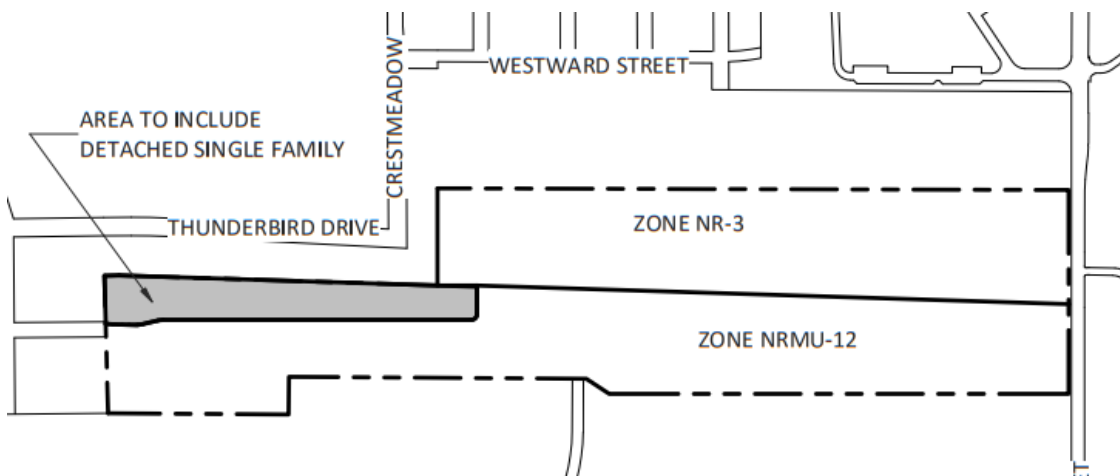 WESTWARD STREET
CRESTMEADOW
AREA TO INCLUDE
DETACHED SINGLE FAMILY
THUNDERBIRD DRIVE
ZONE NR-3
ZONE NRMU-12